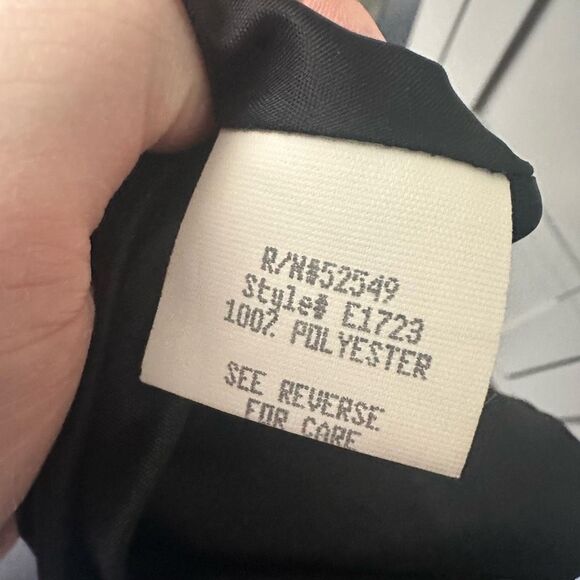 R/N#52549
Style# E1723
100% POLYESTER
SEE REVERSE
FOR CARE